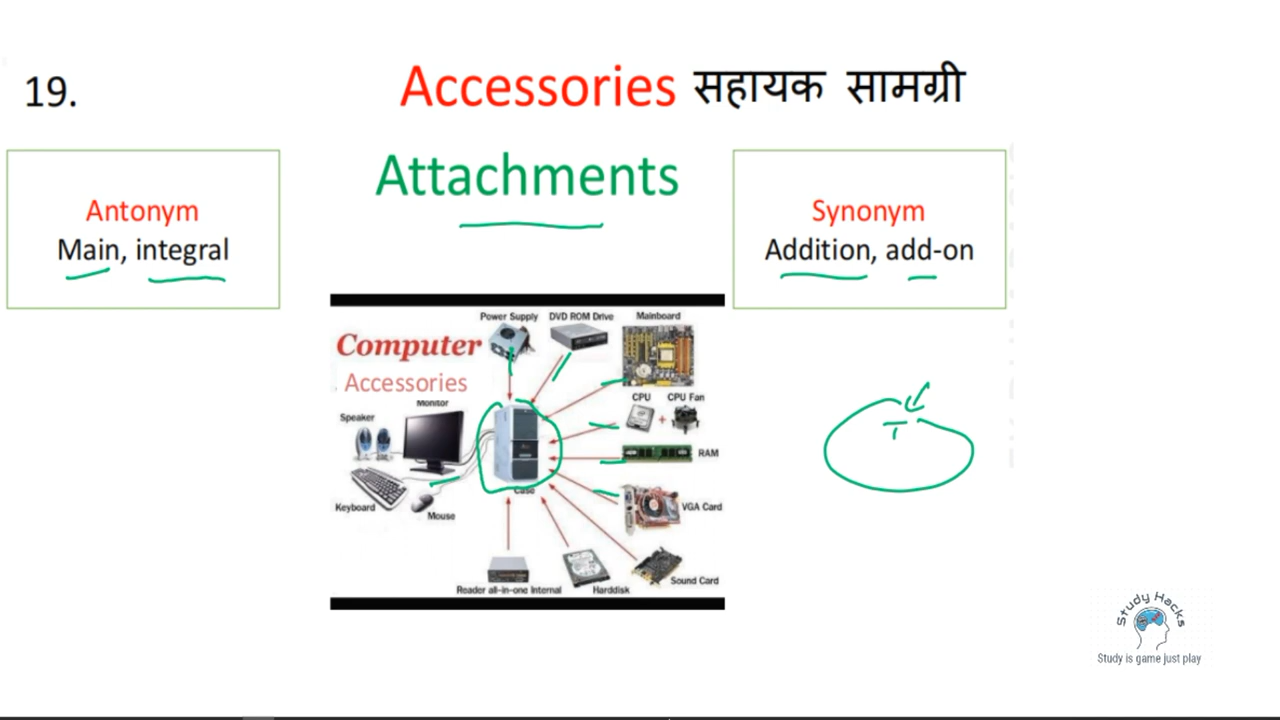 19.
Accessories सहायक सामग्री
Attachments
Antonym
Main, integral
Synonym
Addition, add-on
Computer
Accessories
Power Supply
DVD ROM Drive
Mainboard
CPU
+
CPU Fan
RAM
VGA Card
Sound Card
Harddisk
Reader all-in-one Internal
Case
Monitor
Speaker
Keyboard
Mouse
Study Hacks
Study is game just play